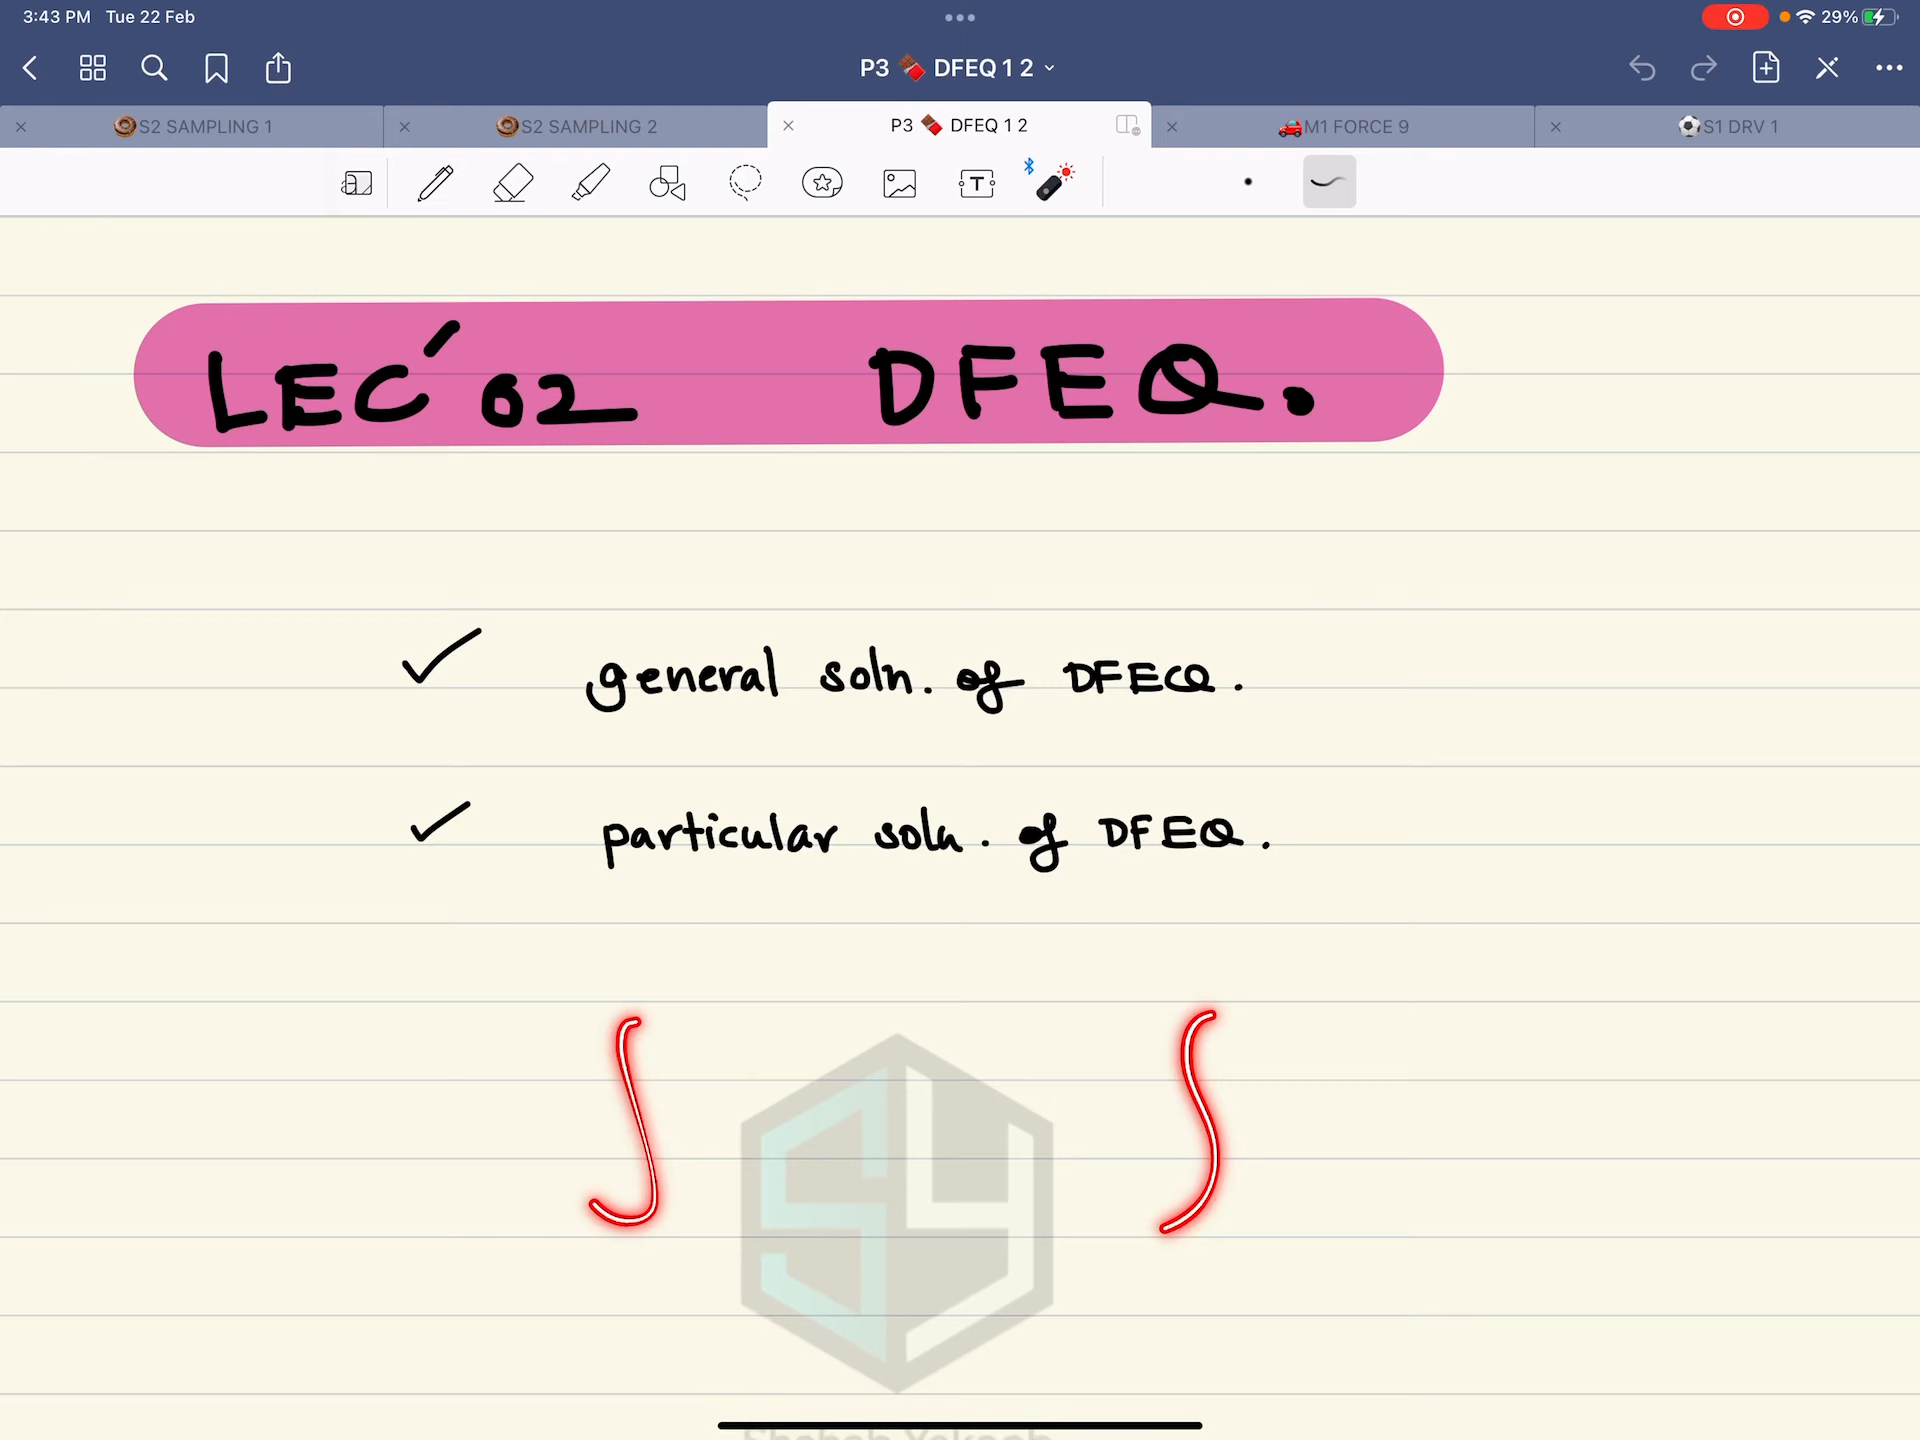 3:43 PM Tue 22 Feb
29%
P3 🍫 DFEQ 1 2
S2 SAMPLING 1
S2 SAMPLING 2
P3 🍫 DFEQ 1 2
M1 FORCE 9
S1 DRV 1
LEC'02 DFEQ.
general soln. of DFEQ.
particular soln. of DFEQ.
∫ ∫
SY